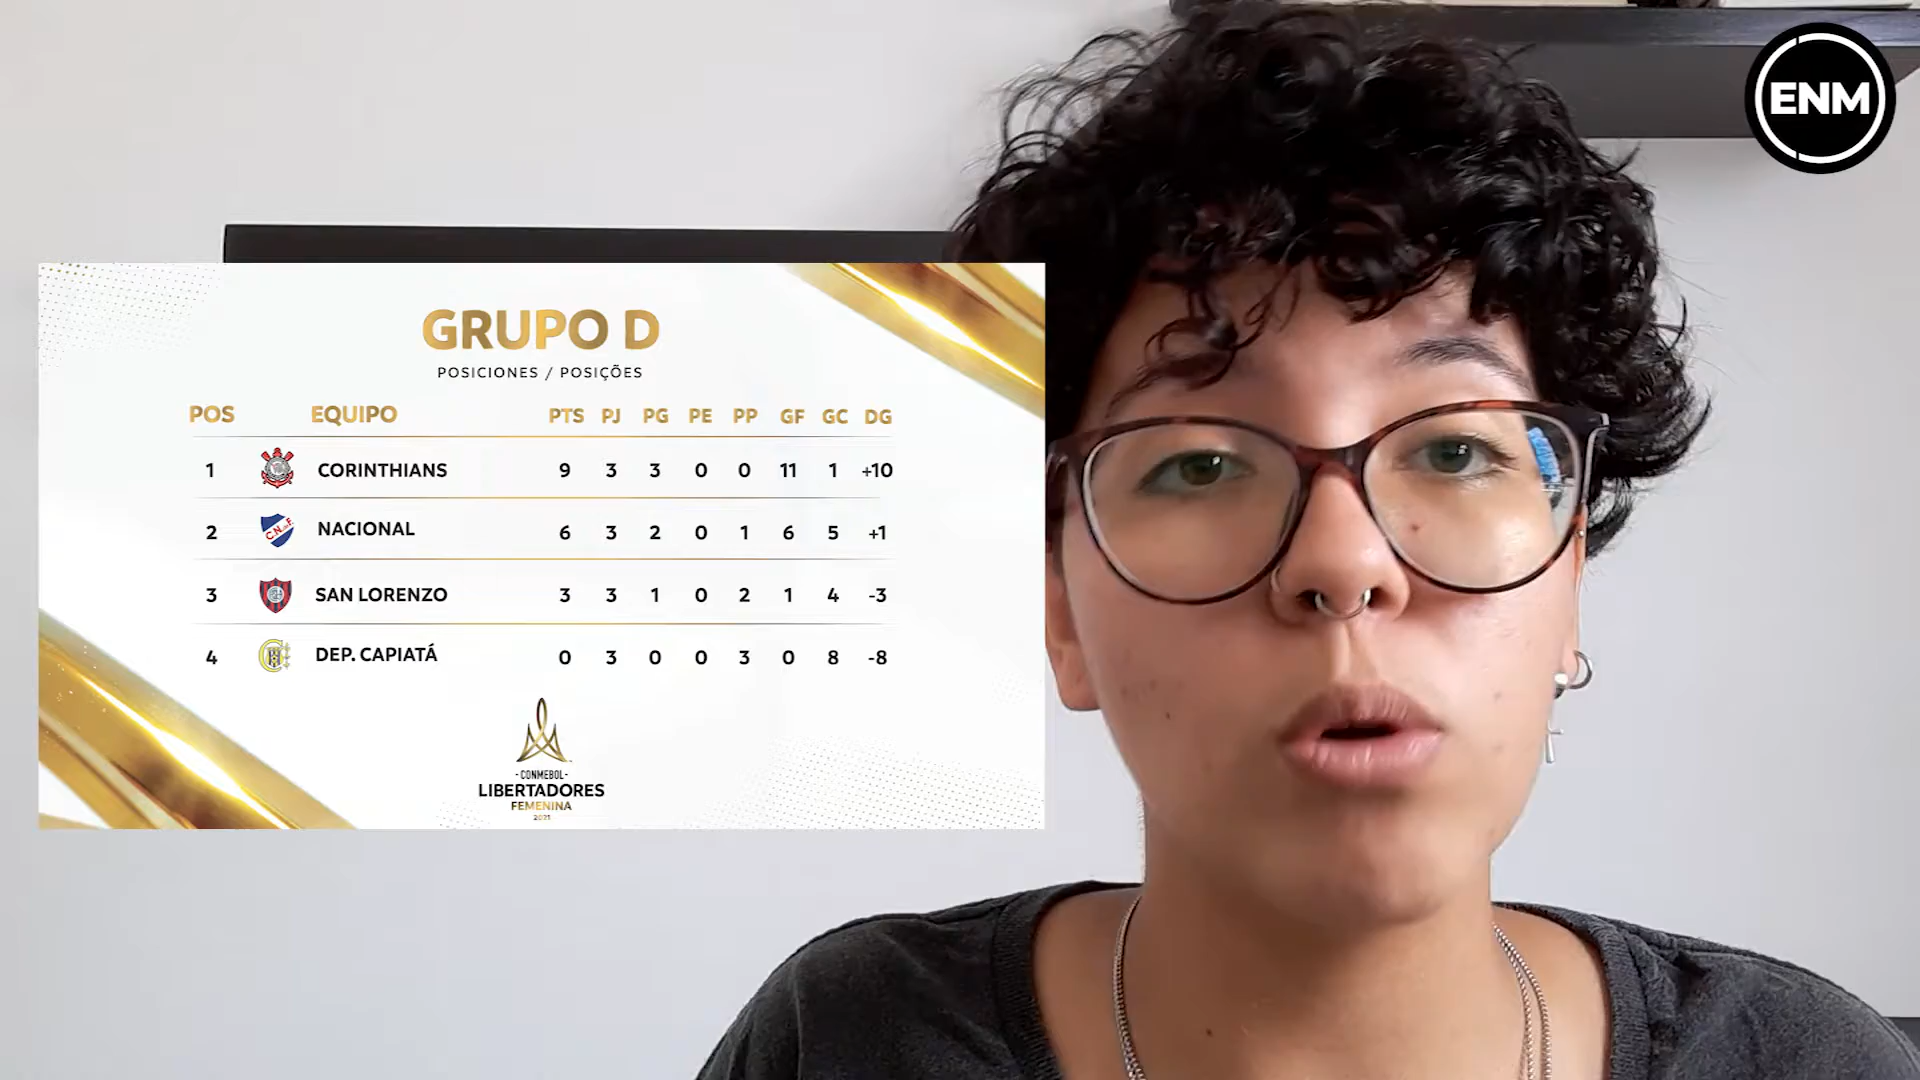 ENM
GRUPO D
POSICIONES / POSIÇÕES
POS EQUIPO PTS PJ PG PE PP GF GC DG
1 CORINTHIANS 9 3 3 0 0 11 1 +10
2 C.N. de F. NACIONAL 6 3 2 0 1 6 5 +1
3 SAN LORENZO 3 3 1 0 2 1 4 -3
4 DEP. CAPIATÁ 0 3 0 0 3 0 8 -8
-CONMEBOL-
LIBERTADORES
FEMENINA
2021